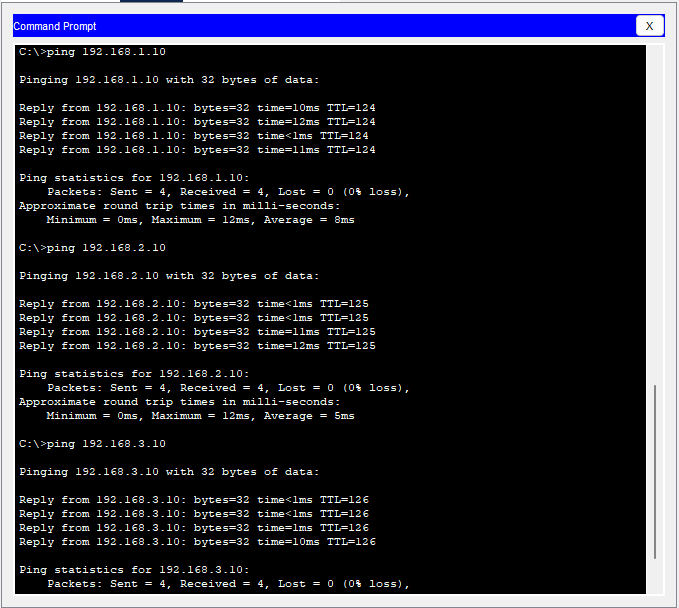 Command Prompt
X
C:\>ping 192.168.1.10
Pinging 192.168.1.10 with 32 bytes of data:
Reply from 192.168.1.10: bytes=32 time=10ms TTL=124
Reply from 192.168.1.10: bytes=32 time=12ms TTL=124
Reply from 192.168.1.10: bytes=32 time<1ms TTL=124
Reply from 192.168.1.10: bytes=32 time=11ms TTL=124
Ping statistics for 192.168.1.10:
Packets: Sent = 4, Received = 4, Lost = 0 (0% loss),
Approximate round trip times in milli-seconds:
Minimum = 0ms, Maximum = 12ms, Average = 8ms
C:\>ping 192.168.2.10
Pinging 192.168.2.10 with 32 bytes of data:
Reply from 192.168.2.10: bytes=32 time<1ms TTL=125
Reply from 192.168.2.10: bytes=32 time<1ms TTL=125
Reply from 192.168.2.10: bytes=32 time=11ms TTL=125
Reply from 192.168.2.10: bytes=32 time=12ms TTL=125
Ping statistics for 192.168.2.10:
Packets: Sent = 4, Received = 4, Lost = 0 (0% loss),
Approximate round trip times in milli-seconds:
Minimum = 0ms, Maximum = 12ms, Average = 5ms
C:\>ping 192.168.3.10
Pinging 192.168.3.10 with 32 bytes of data:
Reply from 192.168.3.10: bytes=32 time<1ms TTL=126
Reply from 192.168.3.10: bytes=32 time<1ms TTL=126
Reply from 192.168.3.10: bytes=32 time=1ms TTL=126
Reply from 192.168.3.10: bytes=32 time=10ms TTL=126
Ping statistics for 192.168.3.10:
Packets: Sent = 4, Received = 4, Lost = 0 (0% loss),